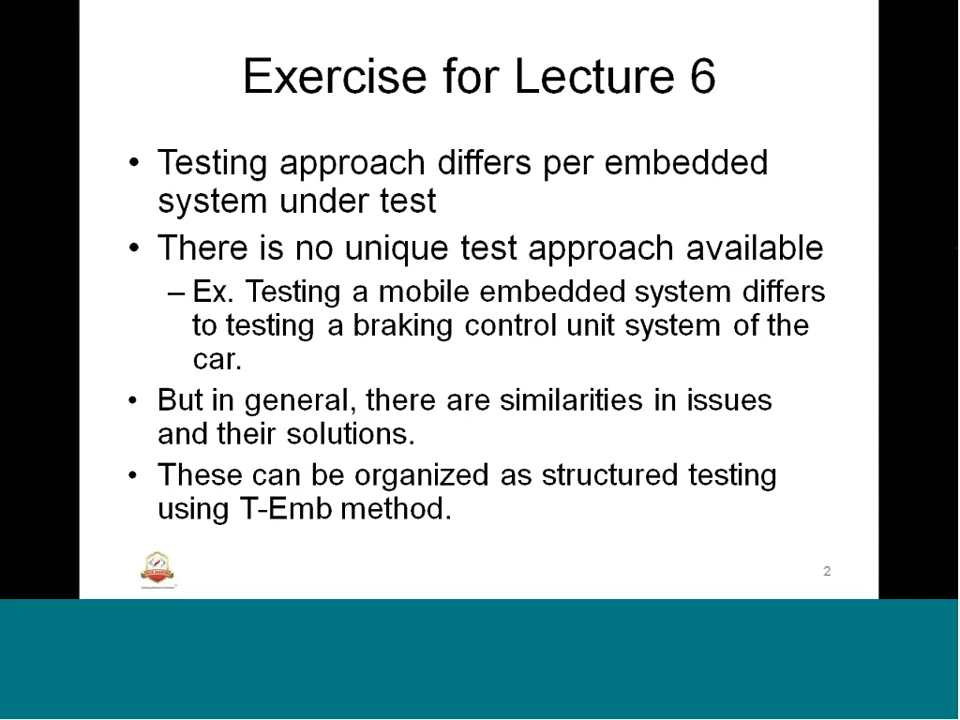 Exercise for Lecture 6
• Testing approach differs per embedded
system under test
• There is no unique test approach available
– Ex. Testing a mobile embedded system differs
to testing a braking control unit system of the
car.
• But in general, there are similarities in issues
and their solutions.
• These can be organized as structured testing
using T-Emb method.
2